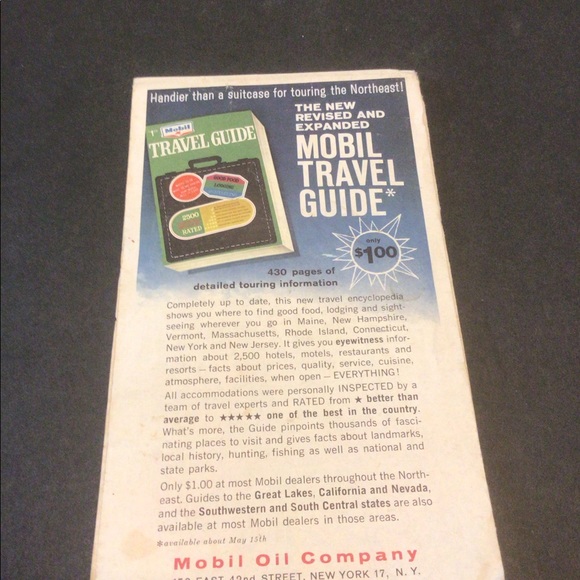 Handier than a suitcase for touring the Northeast!
THE NEW
REVISED AND
EXPANDED
MOBIL
TRAVEL
GUIDE*
Mobil
TRAVEL GUIDE
GOOD FOOD
LODGING
2500
RATED
only
$1.00
430 pages of
detailed touring information
Completely up to date, this new travel encyclopedia
shows you where to find good food, lodging and sight-
seeing wherever you go in Maine, New Hampshire,
Vermont, Massachusetts, Rhode Island, Connecticut,
New York and New Jersey. It gives you eyewitness infor-
mation about 2,500 hotels, motels, restaurants and
resorts — facts about prices, quality, service, cuisine,
atmosphere, facilities, when open — EVERYTHING!
All accommodations were personally INSPECTED by a
team of travel experts and RATED from ★ better than
average to ★★★★★ one of the best in the country.
What's more, the Guide pinpoints thousands of fasci-
nating places to visit and gives facts about landmarks,
local history, hunting, fishing as well as national and
state parks.
Only $1.00 at most Mobil dealers throughout the North-
east. Guides to the Great Lakes, California and Nevada,
and the Southwestern and South Central states are also
available at most Mobil dealers in those areas.
*available about May 15th
Mobil Oil Company
EAST 42nd STREET, NEW YORK 17, N. Y.